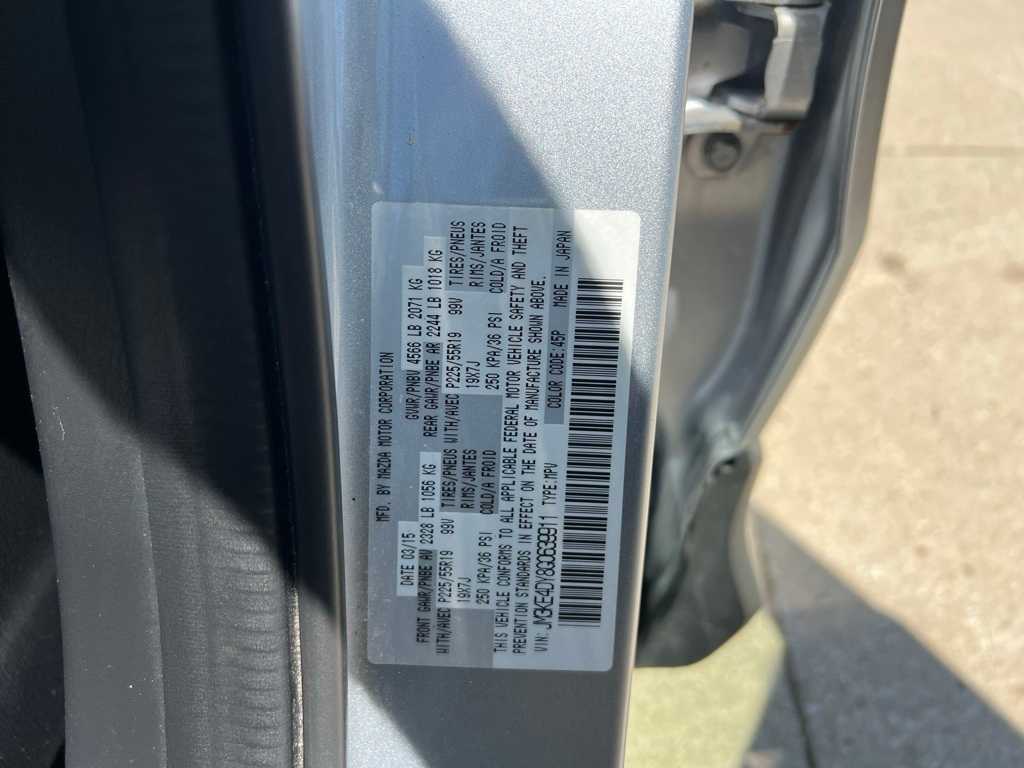 MFD. BY MAZDA MOTOR CORPORATION
DATE 03/15 GVWR/PNBV 4566 LB 2071 KG
FRONT GAWR/PNBE AV 2328 LB 1056 KG REAR GAWR/PNBE AR 2244 LB 1018 KG
WITH/AVEC P225/55R19 99V TIRES/PNEUS WITH/AVEC P225/55R19 99V TIRES/PNEUS
19X7J RIMS/JANTES 19X7J RIMS/JANTES
250 KPA/36 PSI COLD/A FROID 250 KPA/36 PSI COLD/A FROID
THIS VEHICLE CONFORMS TO ALL APPLICABLE FEDERAL MOTOR VEHICLE SAFETY AND THEFT
PREVENTION STANDARDS IN EFFECT ON THE DATE OF MANUFACTURE SHOWN ABOVE.
VIN: JM3KE4DY8G0639911 TYPE:MPV COLOR CODE:45P MADE IN JAPAN